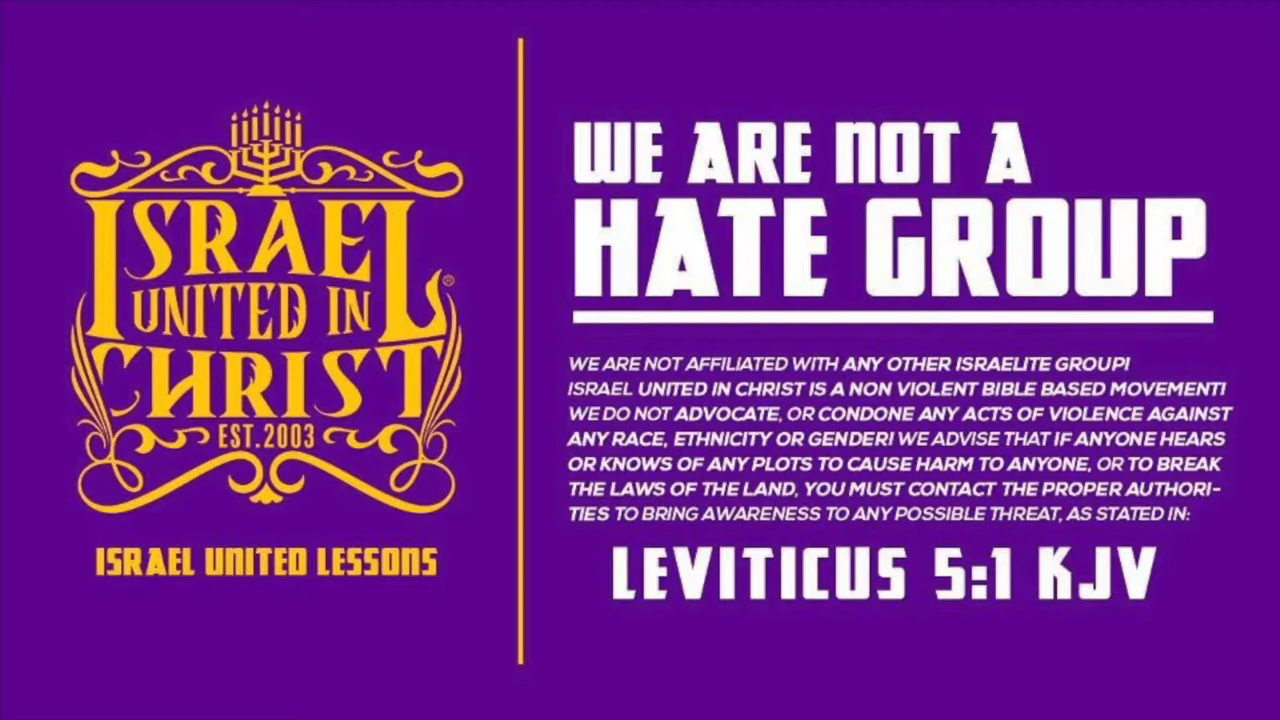 ISRAEL
UNITED IN
CHRIST
EST. 2003
®
ISRAEL UNITED LESSONS
WE ARE NOT A
HATE GROUP
WE ARE NOT AFFILIATED WITH ANY OTHER ISRAELITE GROUP!
ISRAEL UNITED IN CHRIST IS A NON VIOLENT BIBLE BASED MOVEMENT!
WE DO NOT ADVOCATE, OR CONDONE ANY ACTS OF VIOLENCE AGAINST
ANY RACE, ETHNICITY OR GENDER! WE ADVISE THAT IF ANYONE HEARS
OR KNOWS OF ANY PLOTS TO CAUSE HARM TO ANYONE, OR TO BREAK
THE LAWS OF THE LAND, YOU MUST CONTACT THE PROPER AUTHORI-
TIES TO BRING AWARENESS TO ANY POSSIBLE THREAT, AS STATED IN:
LEVITICUS 5:1 KJV